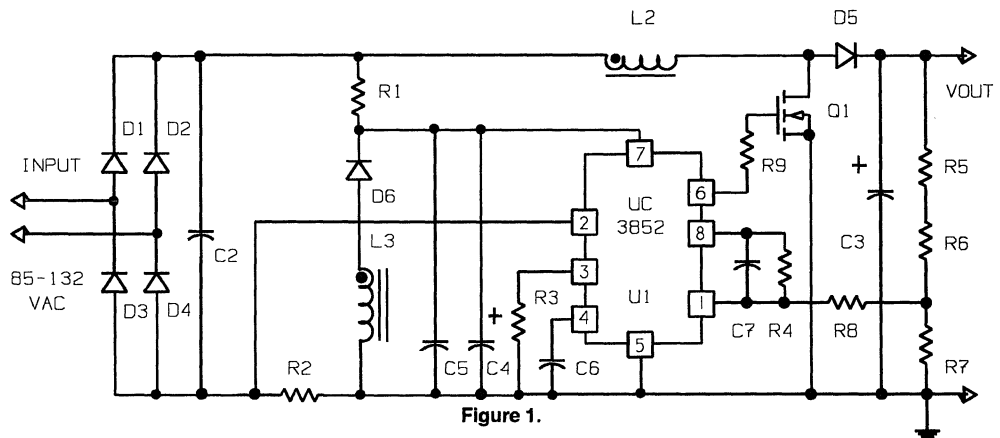 L2
D5
R1
VOUT
D1
D2
Q1
INPUT
7
R9
R5
+
D6
6
UC
3852
2
8
L3
C2
C3
R6
85-132
VAC
3
R3
U1
D3
D4
+
4
1
C7
R4
R8
5
R2
C5
C4
C6
R7
Figure 1.